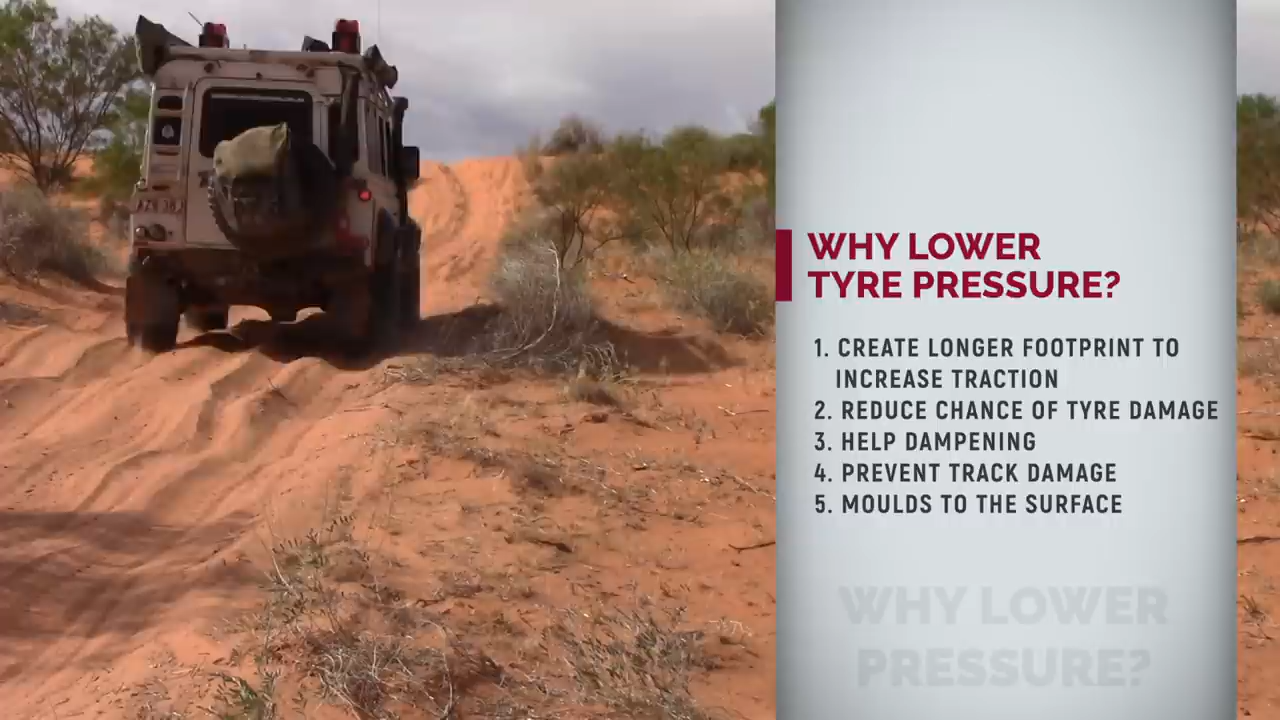 WHY LOWER
TYRE PRESSURE?
1. CREATE LONGER FOOTPRINT TO
INCREASE TRACTION
2. REDUCE CHANCE OF TYRE DAMAGE
3. HELP DAMPENING
4. PREVENT TRACK DAMAGE
5. MOULDS TO THE SURFACE
WHY LOWER
PRESSURE?